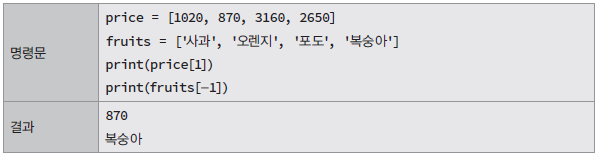 명령문
price = [1020, 870, 3160, 2650]
fruits = ['사과', '오렌지', '포도', '복숭아']
print(price[1])
print(fruits[−1])
결과
870
복숭아